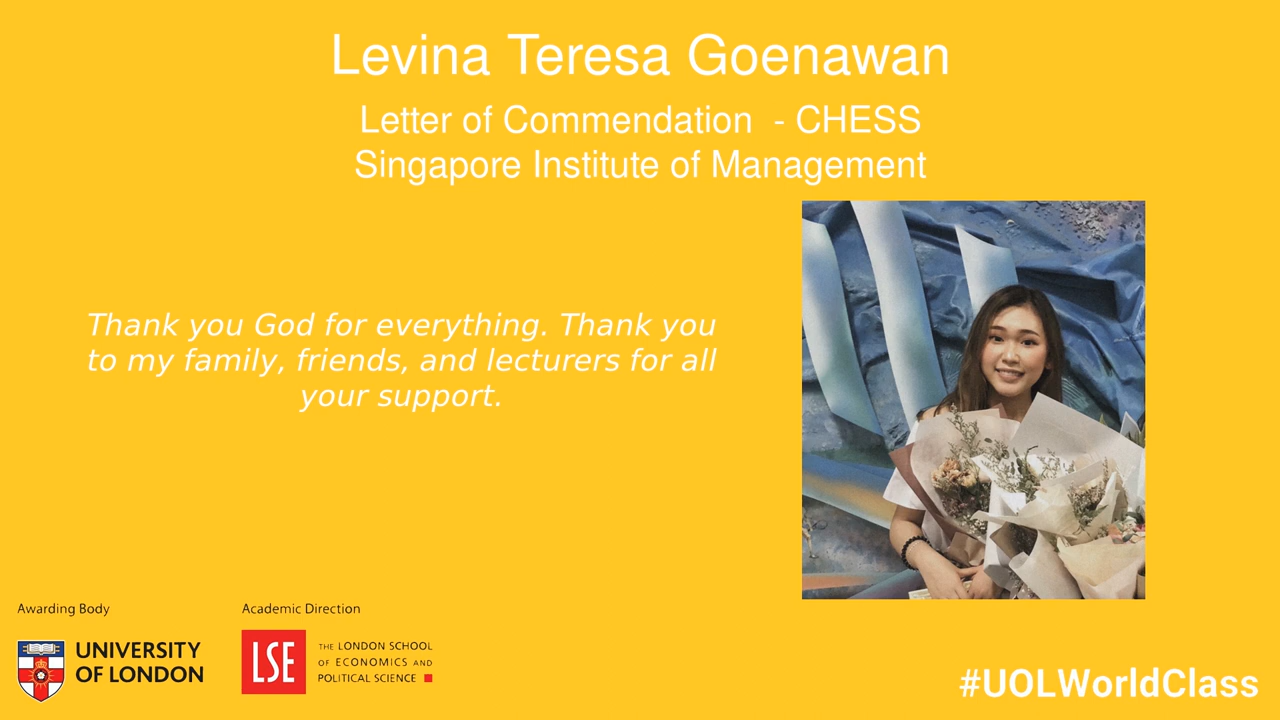 Levina Teresa Goenawan
Letter of Commendation  - CHESS
Singapore Institute of Management
Thank you God for everything. Thank you
to my family, friends, and lecturers for all
your support.
Awarding Body
Academic Direction
UNIVERSITY
OF LONDON
LSE
THE LONDON SCHOOL
OF ECONOMICS AND
POLITICAL SCIENCE
#UOLWorldClass